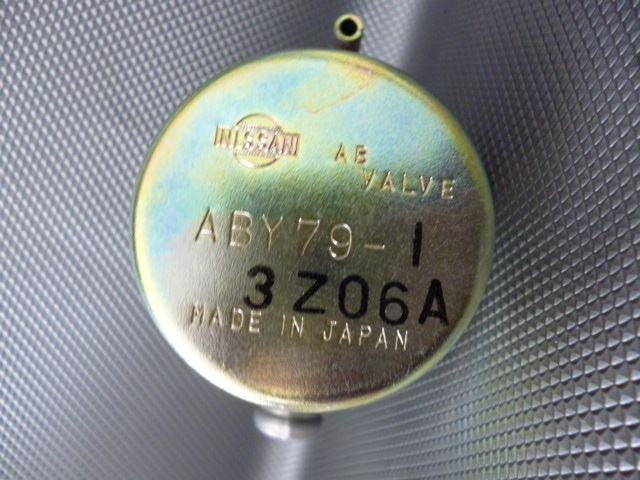 NISSAN
AB
VALVE
ABY79-1
3Z06A
MADE IN JAPAN